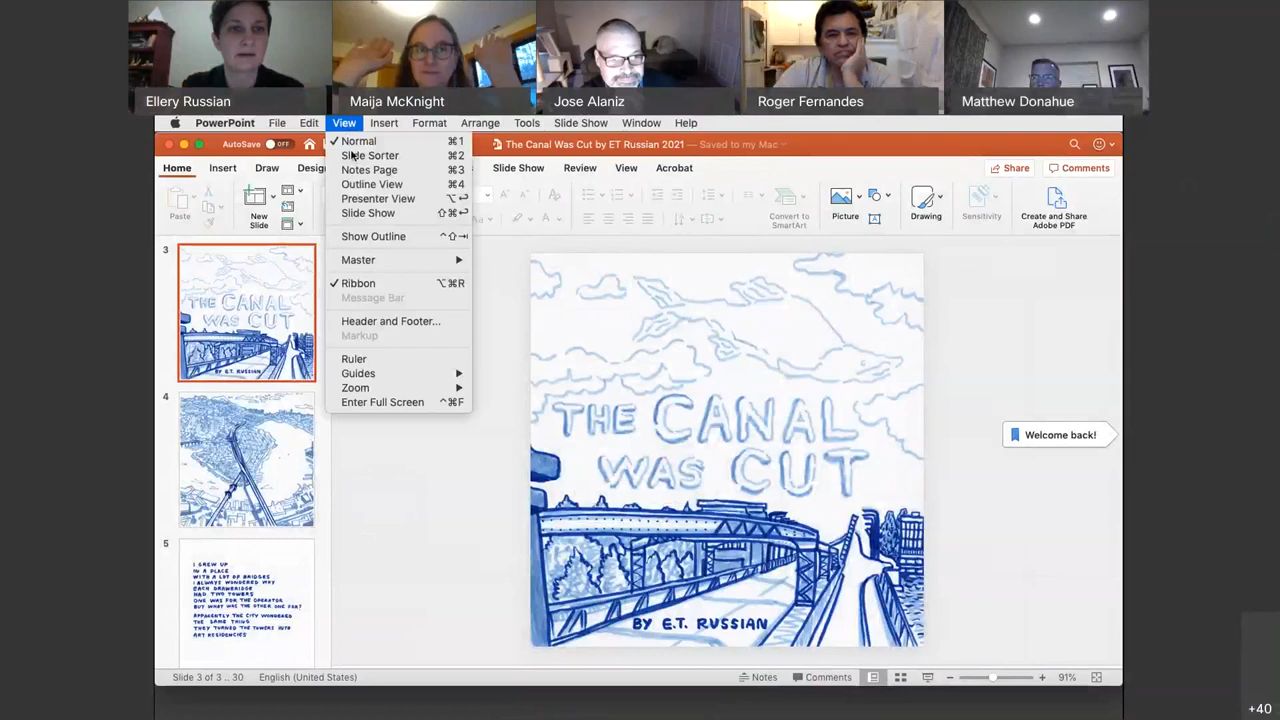 Ellery Russian
Maija McKnight
Jose Alaniz
Roger Fernandes
Matthew Donahue
PowerPoint File Edit View Insert Format Arrange Tools Slide Show Window Help
AutoSave OFF
The Canal Was Cut by ET Russian 2021 — Saved to my Mac
Home Insert Draw Slide Show Review View Acrobat Share Comments
Paste
New Slide
Convert to SmartArt
Picture
Drawing
Sensitivity
Create and Share Adobe PDF
✓ Normal ⌘1
Slide Sorter ⌘2
Notes Page ⌘3
Outline View ⌘4
Presenter View ⌥↩
Slide Show ⇧⌘↩
Show Outline ^⇧⇥
Master
✓ Ribbon ⌥⌘R
Message Bar
Header and Footer...
Markup
Ruler
Guides
Zoom
Enter Full Screen ^⌘F
3
THE CANAL
WAS CUT
BY E.T. RUSSIAN
4
5
I GREW UP
IN A PLACE
WITH A LOT OF BRIDGES
I ALWAYS WONDERED WHY
EACH DRAWBRIDGE
HAD TWO TOWERS
ONE WAS FOR THE OPERATOR
BUT WHAT WAS THE OTHER ONE FOR?
APPARENTLY THE CITY WONDERED
THE SAME THING
THEY TURNED THE TOWERS INTO
ART RESIDENCIES
THE CANAL
WAS CUT
BY E.T. RUSSIAN
Welcome back!
Slide 3 of 3 .. 30 English (United States) Notes Comments 91%
+40